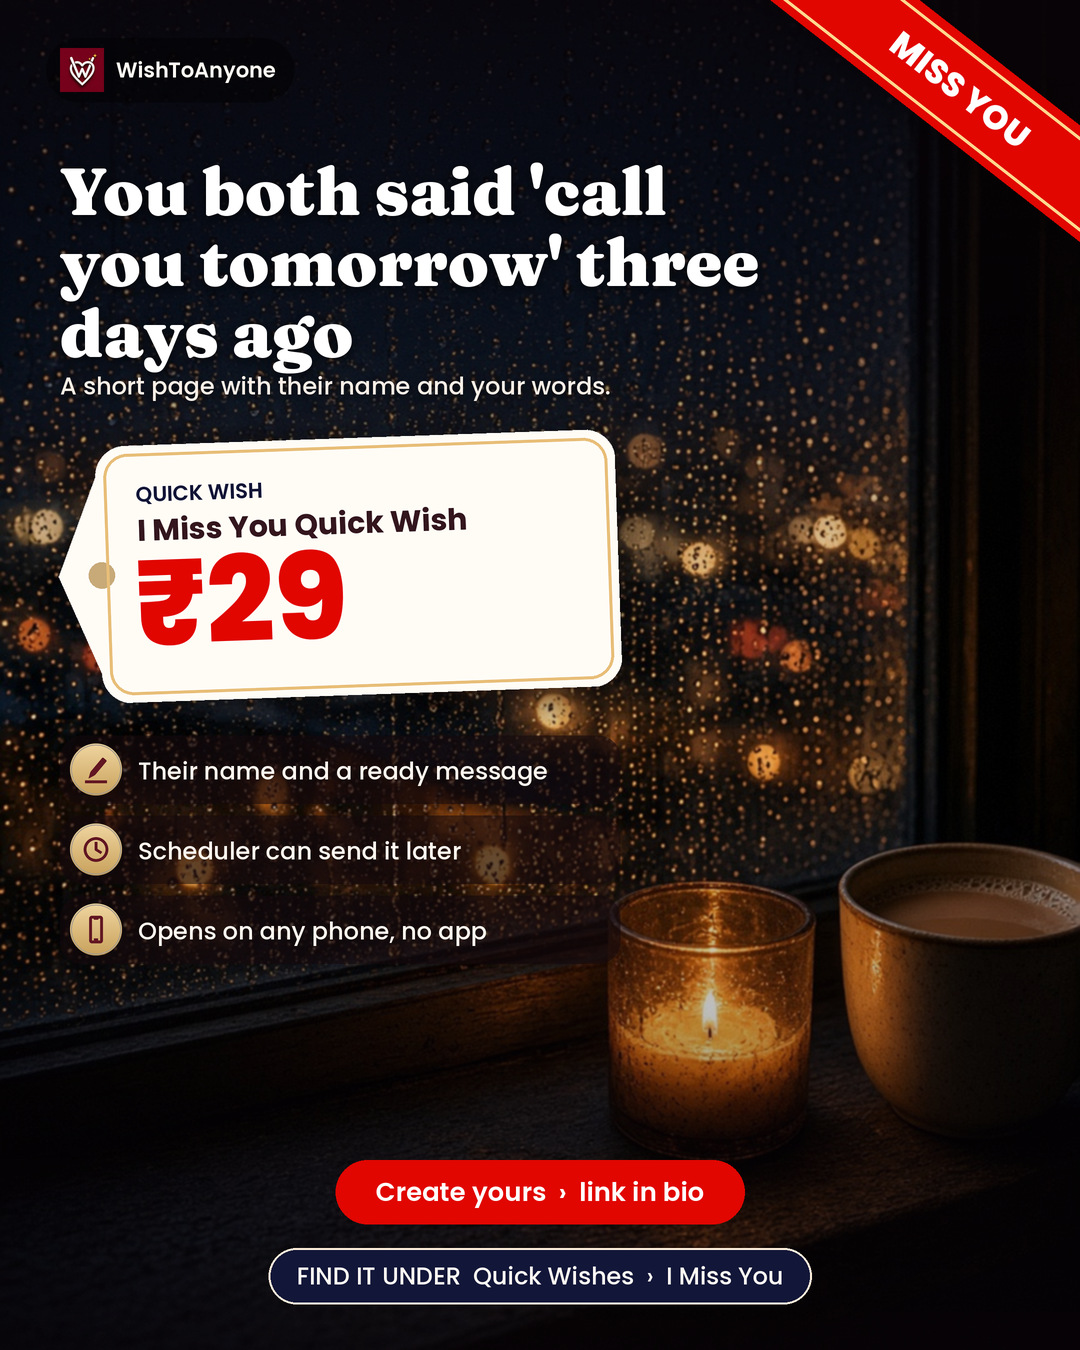 WishToAnyone
MISS YOU
You both said 'call
you tomorrow' three
days ago
A short page with their name and your words.
QUICK WISH
I Miss You Quick Wish
₹29
Their name and a ready message
Scheduler can send it later
Opens on any phone, no app
Create yours › link in bio
FIND IT UNDER Quick Wishes › I Miss You